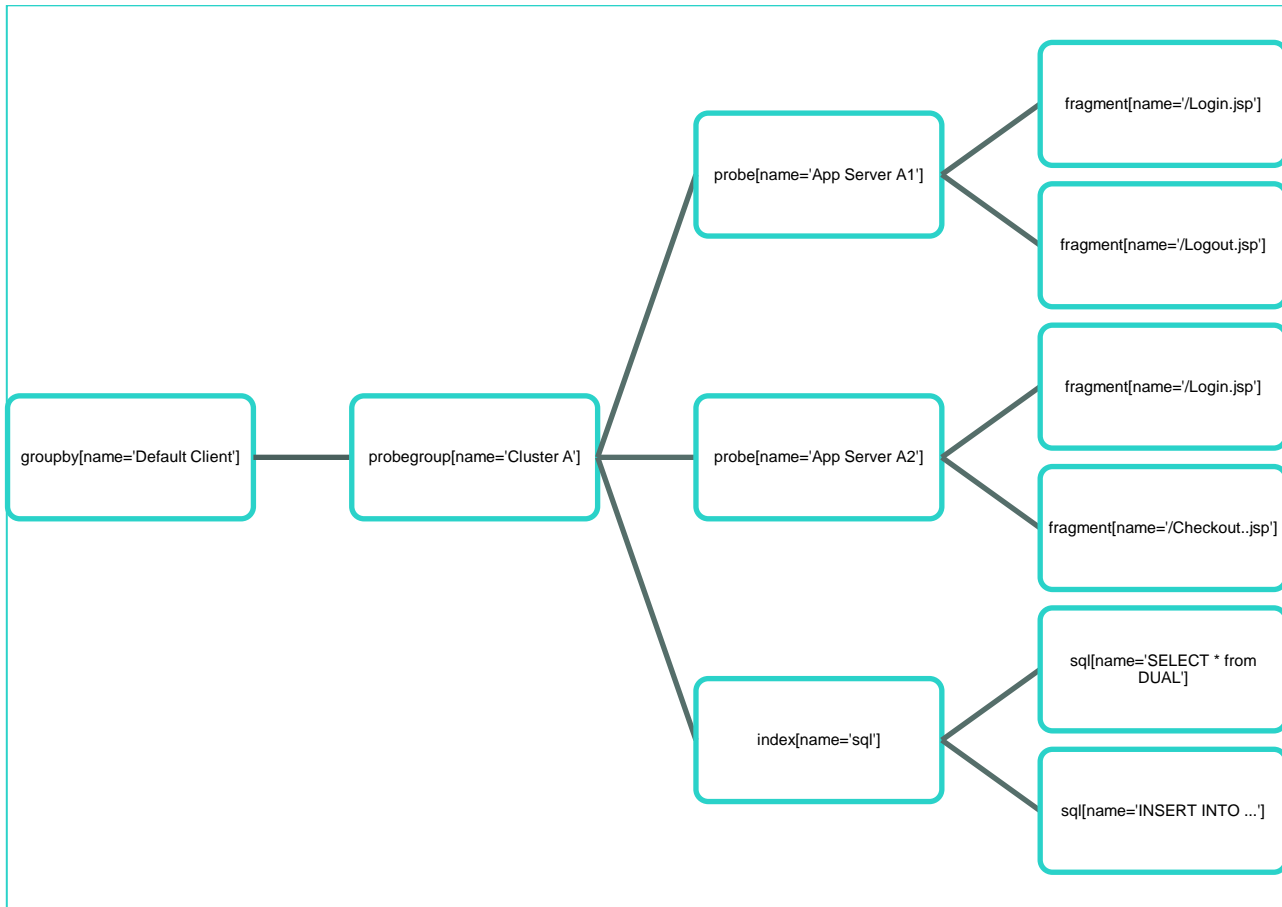 groupby[name='Default Client']
probegroup[name='Cluster A']
probe[name='App Server A1']
fragment[name='/Login.jsp']
fragment[name='/Logout.jsp']
probe[name='App Server A2']
fragment[name='/Login.jsp']
fragment[name='/Checkout..jsp']
index[name='sql']
sql[name='SELECT * from
DUAL']
sql[name='INSERT INTO ...']